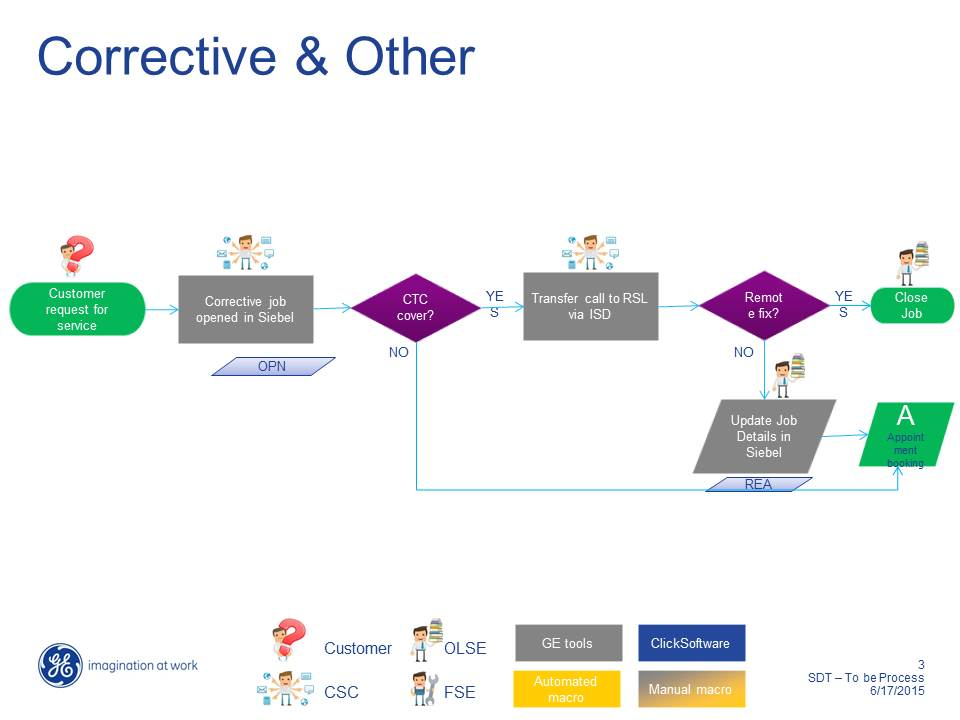 Corrective & Other
Customer
request for
service
Corrective job
opened in Siebel
OPN
CTC
cover?
YE
S
NO
Transfer call to RSL
via ISD
Remot
e fix?
YE
S
NO
Close
Job
Update Job
Details in
Siebel
REA
A
Appoint
ment
booking
Customer
OLSE
GE tools
ClickSoftware
CSC
FSE
Automated
macro
Manual macro
GE
imagination at work
3
SDT – To be Process
6/17/2015